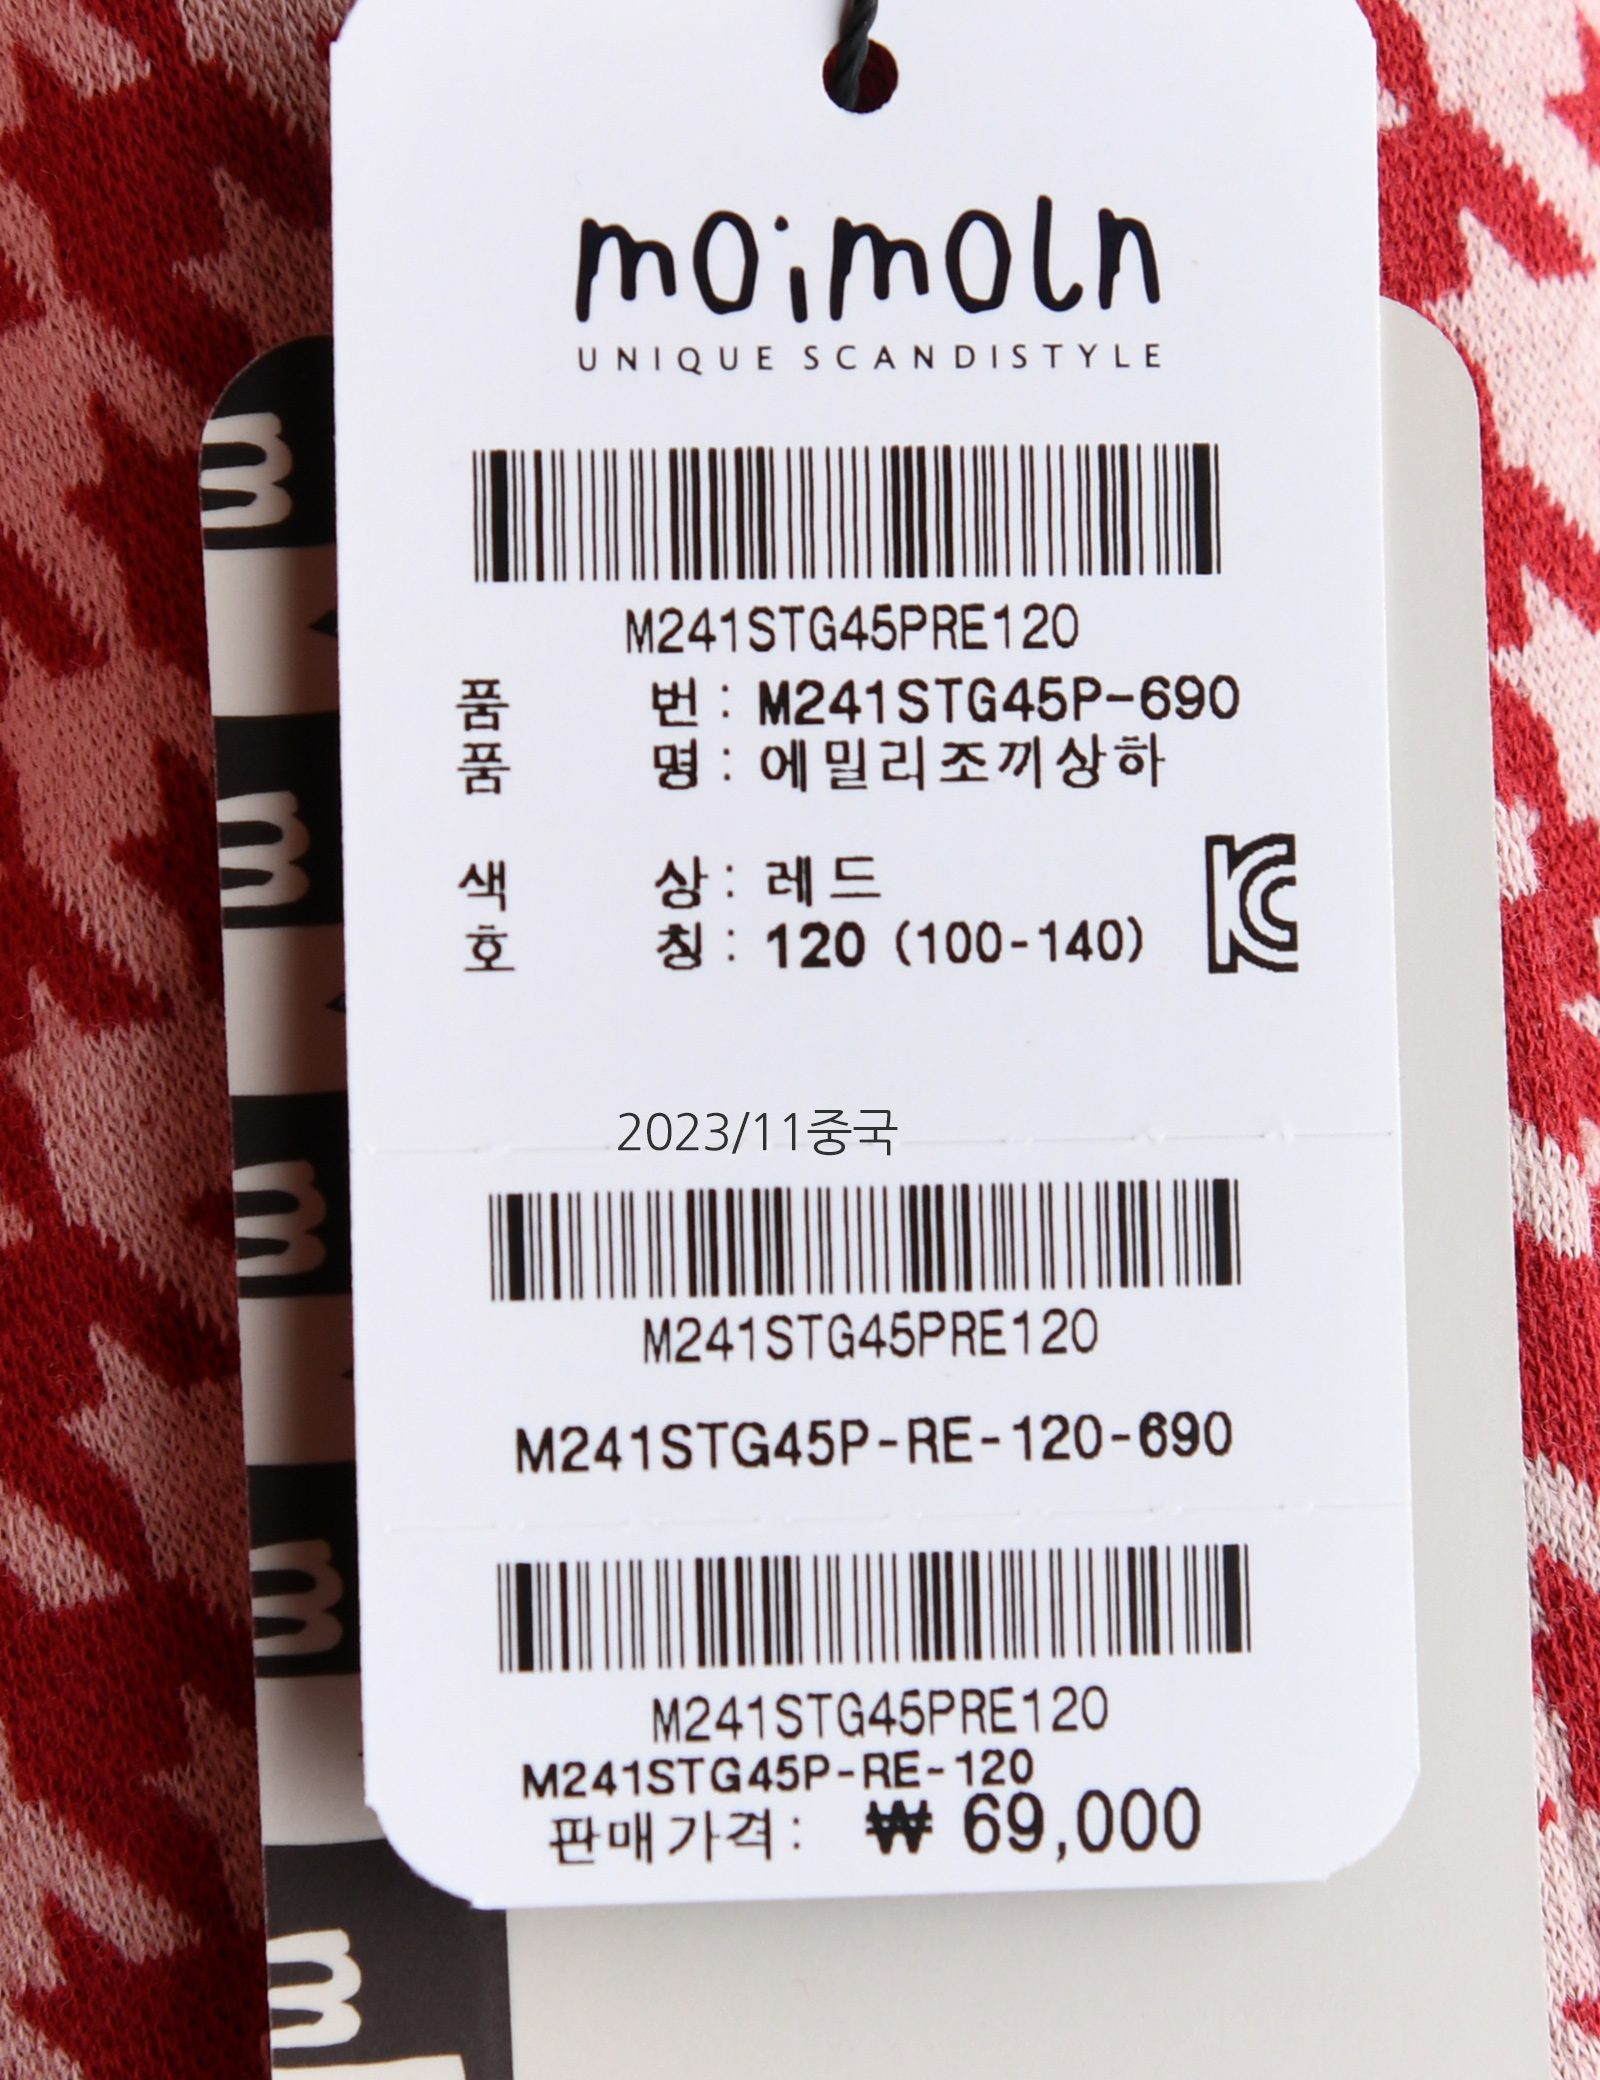 moimoln
UNIQUE SCANDISTYLE
M241STG45PRE120
품 번 : M241STG45P-690
품 명 : 에밀리조끼상하
색 상 : 레드
호 칭 : 120 (100-140)
KC
2023/11중국
M241STG45PRE120
M241STG45P-RE-120-690
M241STG45PRE120
M241STG45P-RE-120
판매가격 : ₩ 69,000
m
m
m
m
m